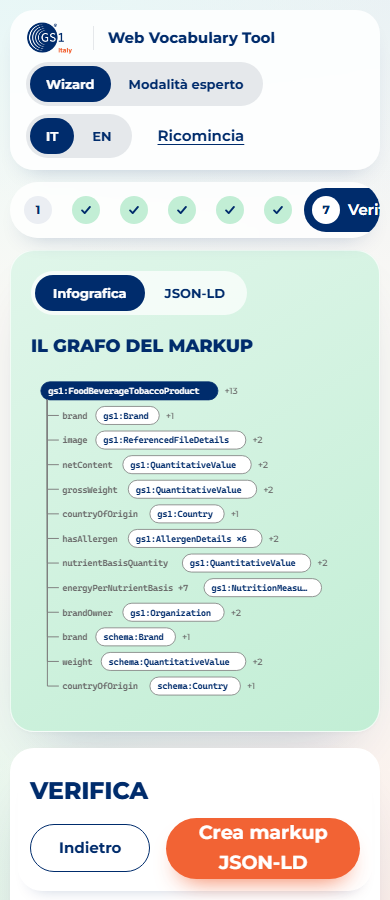 GS1
Italy
Web Vocabulary Tool
Wizard Modalità esperto
IT EN Ricomincia
1 7
Infografica JSON-LD
IL GRAFO DEL MARKUP
gs1:FoodBeverageTobaccoProduct +13
brand gs1:Brand +1
image gs1:ReferencedFileDetails +2
netContent gs1:QuantitativeValue +2
grossWeight gs1:QuantitativeValue +2
countryOfOrigin gs1:Country +1
hasAllergen gs1:AllergenDetails ×6 +2
nutrientBasisQuantity gs1:QuantitativeValue +2
energyPerNutrientBasis +7 gs1:NutritionMeasu…
brandOwner gs1:Organization +2
brand schema:Brand +1
weight schema:QuantitativeValue +2
countryOfOrigin schema:Country +1
VERIFICA
Indietro
Crea markup
JSON-LD